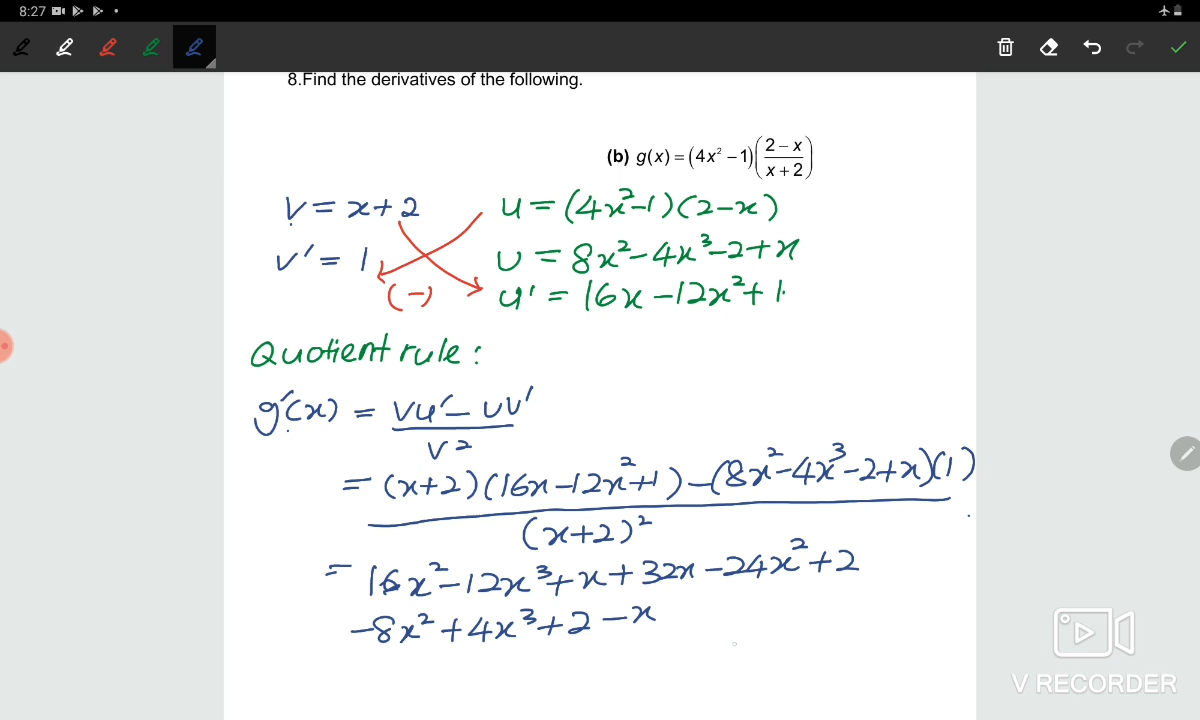 8:27
8.Find the derivatives of the following.
(b) g(x) = (4x² – 1)((2 – x)/(x + 2))
v = x+2
u = (4x²-1)(2-x)
v' = 1
u = 8x²-4x³-2+x
(-)
u' = 16x-12x²+1
Quotient rule:
g'(x) = (vu'- uv')/v²
= ((x+2)(16x-12x²+1)-(8x²-4x³-2+x)(1))/(x+2)²
= 16x²-12x³+x+32x-24x²+2
-8x²+4x³+2-x
V RECORDER